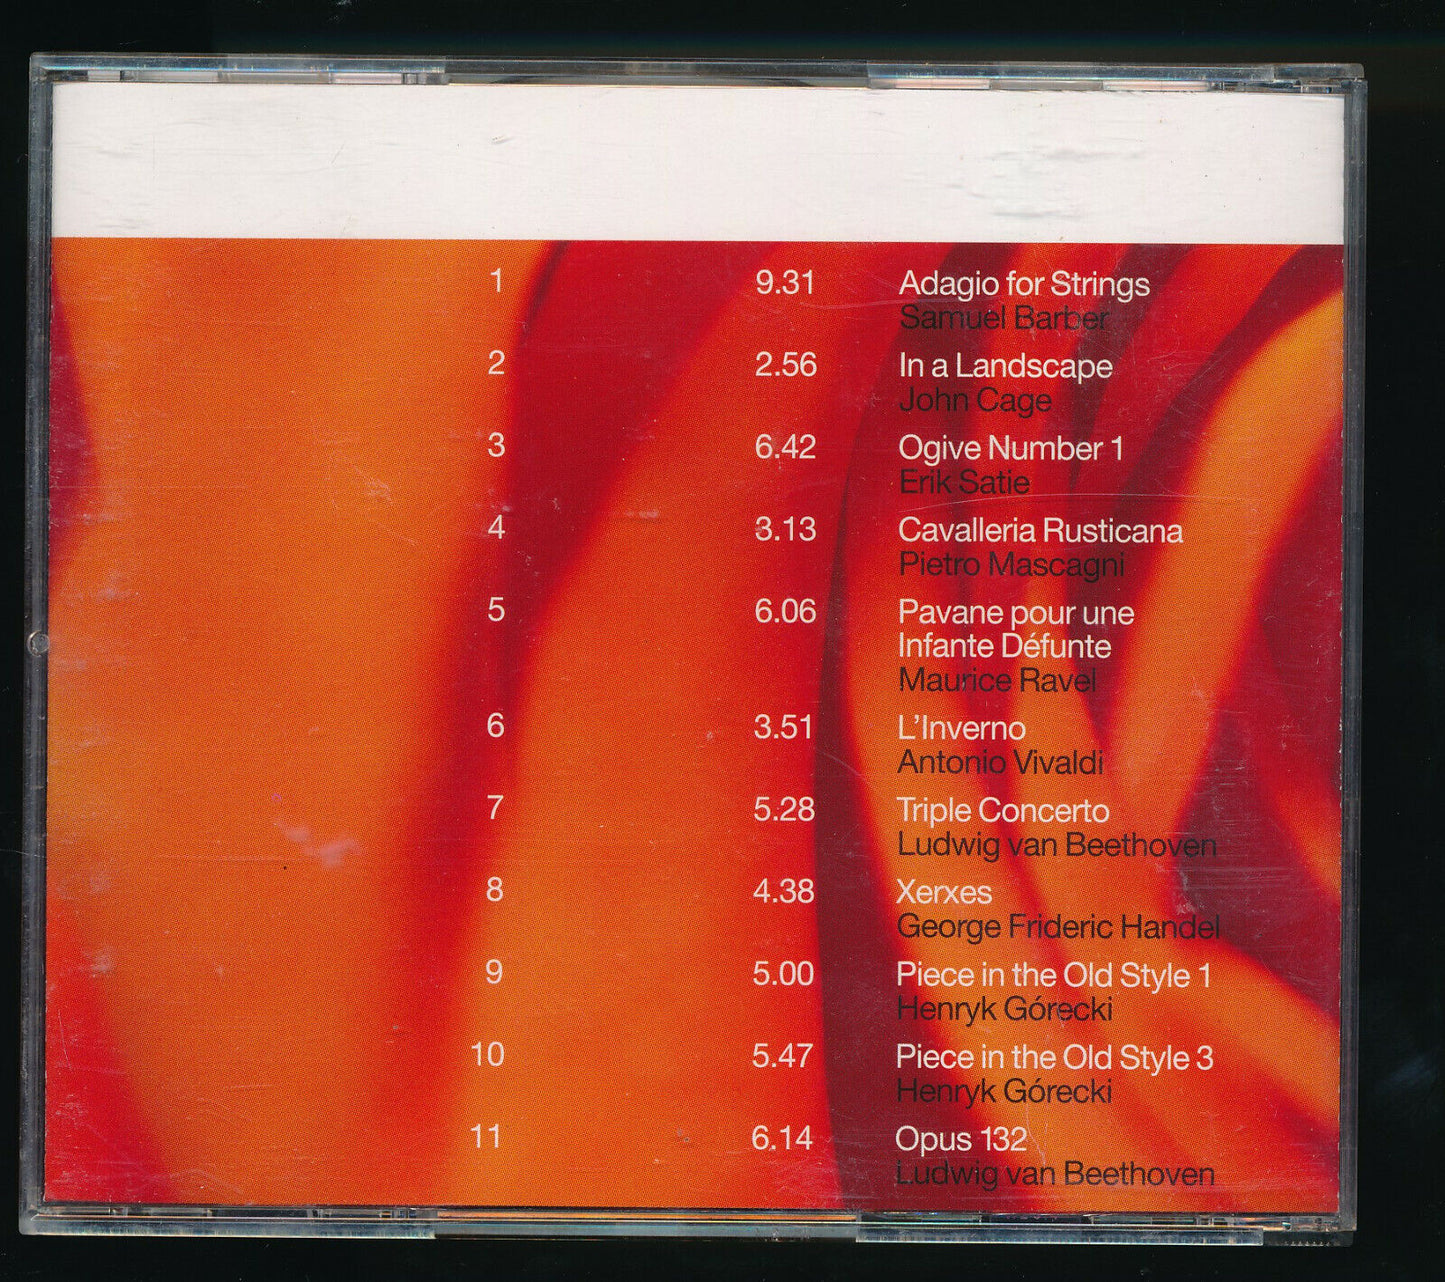 1 9.31 Adagio for Strings
Samuel Barber
2 2.56 In a Landscape
John Cage
3 6.42 Ogive Number 1
Erik Satie
4 3.13 Cavalleria Rusticana
Pietro Mascagni
5 6.06 Pavane pour une
Infante Défunte
Maurice Ravel
6 3.51 L'Inverno
Antonio Vivaldi
7 5.28 Triple Concerto
Ludwig van Beethoven
8 4.38 Xerxes
George Frideric Handel
9 5.00 Piece in the Old Style 1
Henryk Górecki
10 5.47 Piece in the Old Style 3
Henryk Górecki
11 6.14 Opus 132
Ludwig van Beethoven